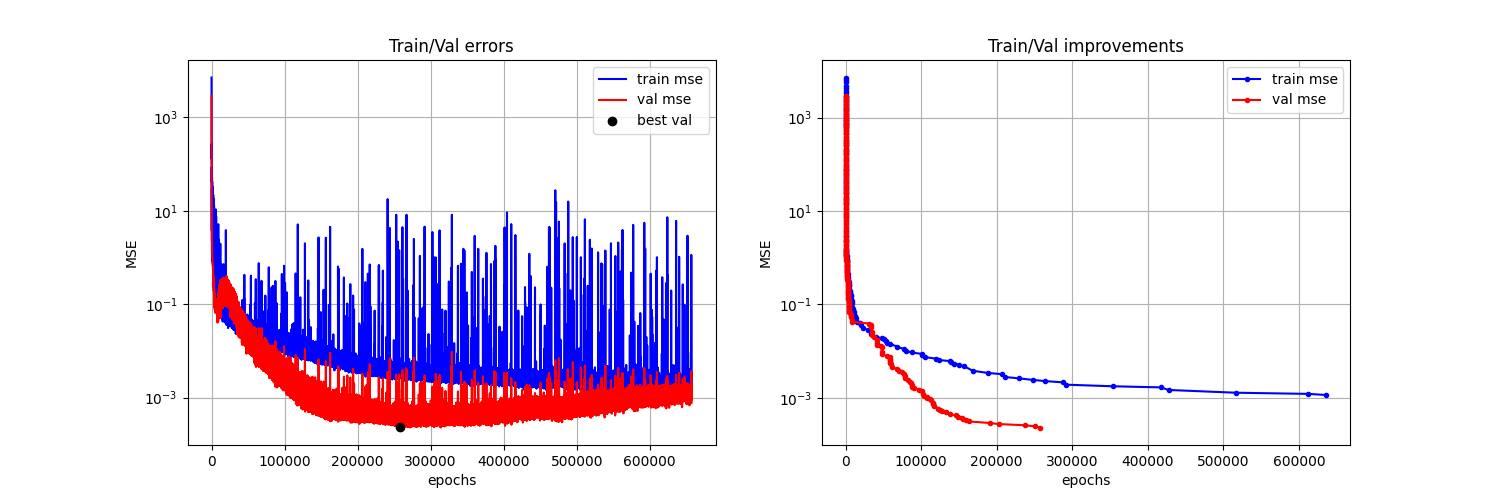 Train/Val errors
MSE
10³
10¹
10⁻¹
10⁻³
0 100000 200000 300000 400000 500000 600000
epochs
train mse
val mse
best val
Train/Val improvements
MSE
10³
10¹
10⁻¹
10⁻³
0 100000 200000 300000 400000 500000 600000
epochs
train mse
val mse